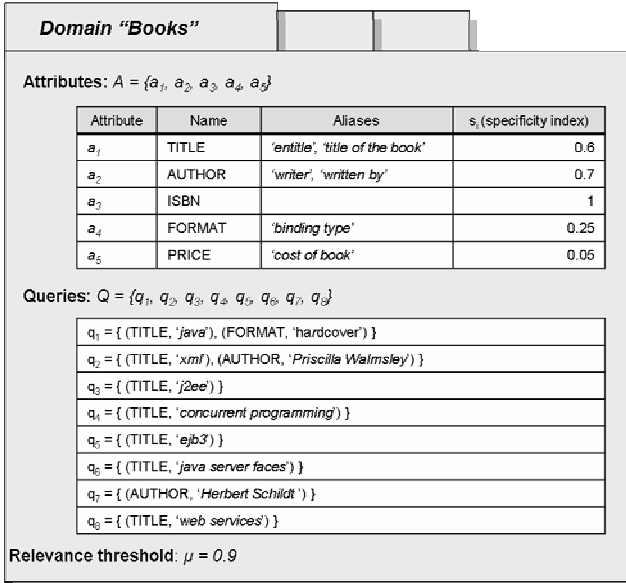 Domain “Books”
Attributes: A = {a1, a2, a3, a4, a5}
Attribute Name Aliases si (specificity index)
a1 TITLE ‘entitle’, ‘title of the book’ 0.6
a2 AUTHOR ‘writer’, ‘written by’ 0.7
a3 ISBN 1
a4 FORMAT ‘binding type’ 0.25
a5 PRICE ‘cost of book’ 0.05
Queries: Q = {q1, q2, q3, q4, q5, q6, q7, q8}
q1 = { (TITLE, ‘java’), (FORMAT, ‘hardcover’) }
q2 = { (TITLE, ‘xml’), (AUTHOR, ‘Priscilla Walmsley’) }
q3 = { (TITLE, ‘j2ee’) }
q4 = { (TITLE, ‘concurrent programming’) }
q5 = { (TITLE, ‘ejb3’) }
q6 = { (TITLE, ‘java server faces’) }
q7 = { (AUTHOR, ‘Herbert Schildt ’) }
q8 = { (TITLE, ‘web services’) }
Relevance threshold: μ = 0.9